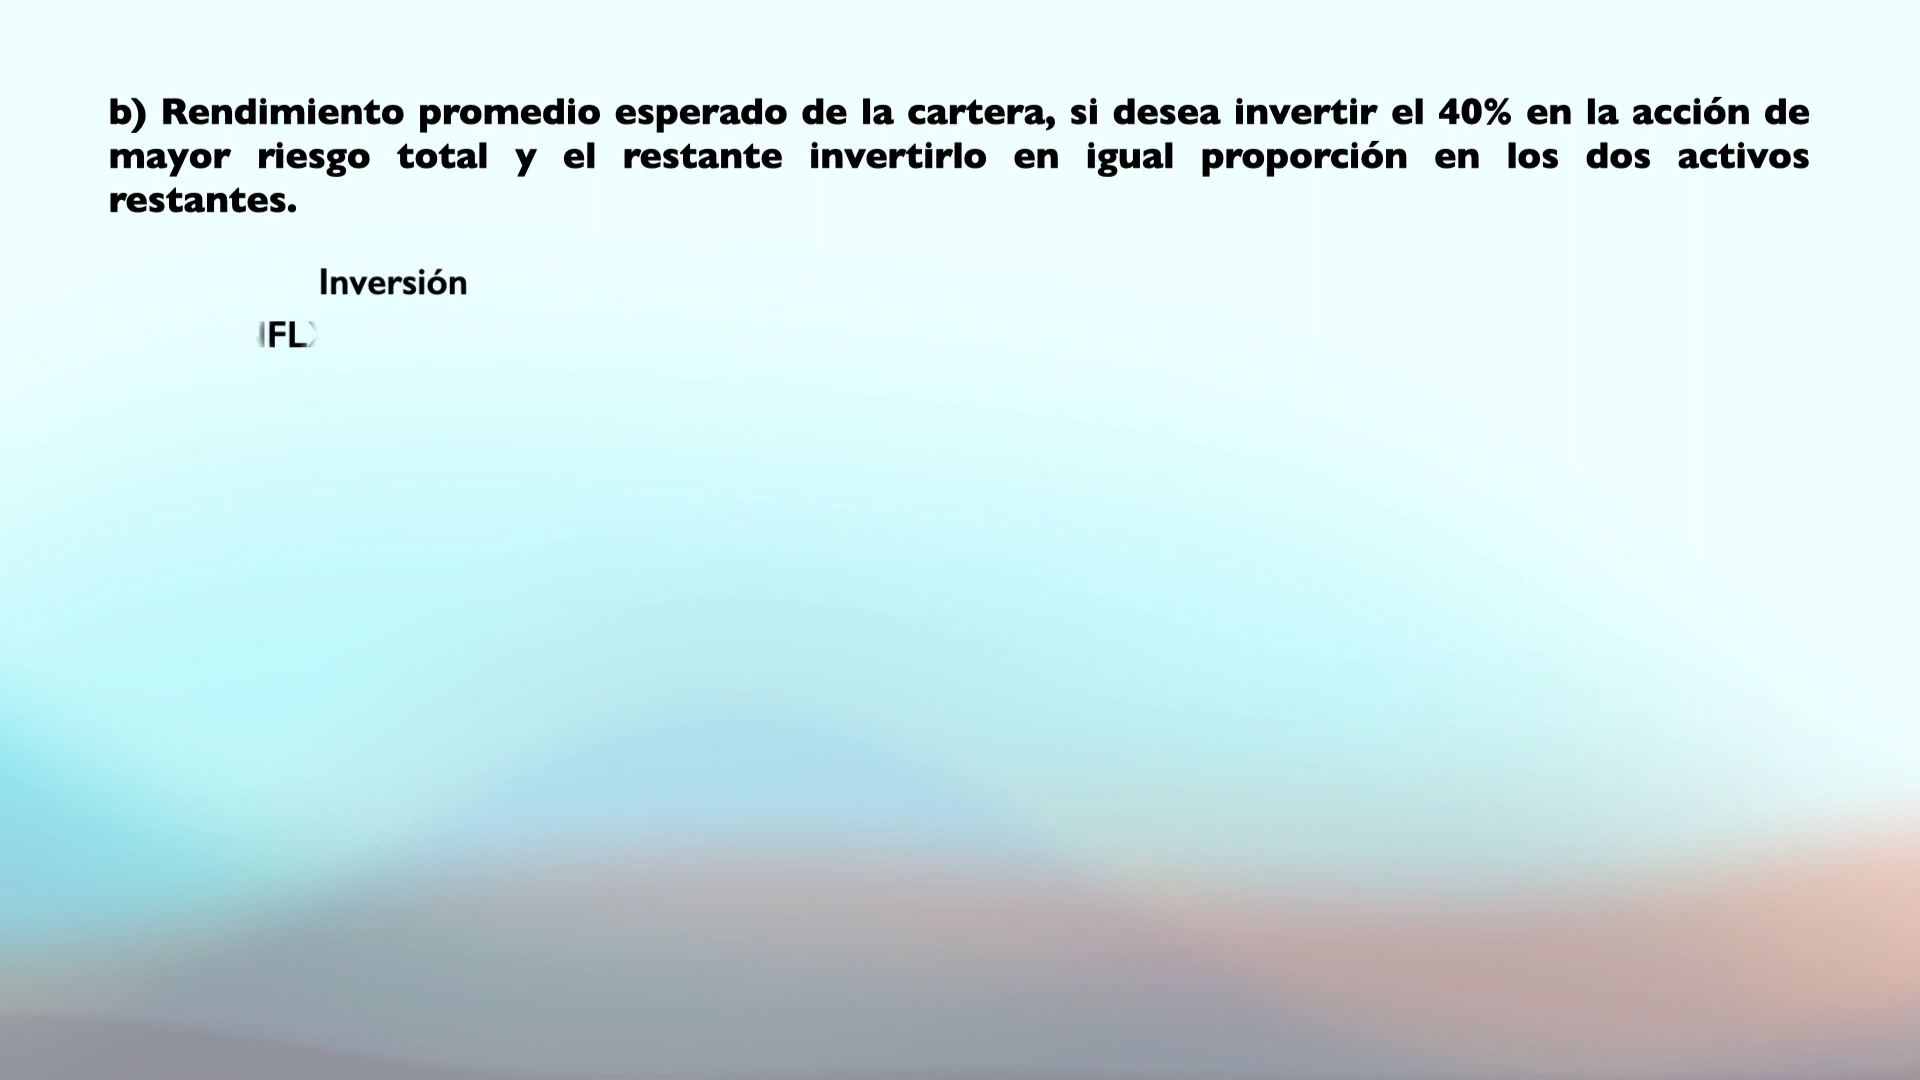 b) Rendimiento promedio esperado de la cartera, si desea invertir el 40% en la acción de
mayor riesgo total y el restante invertirlo en igual proporción en los dos activos
restantes.
Inversión